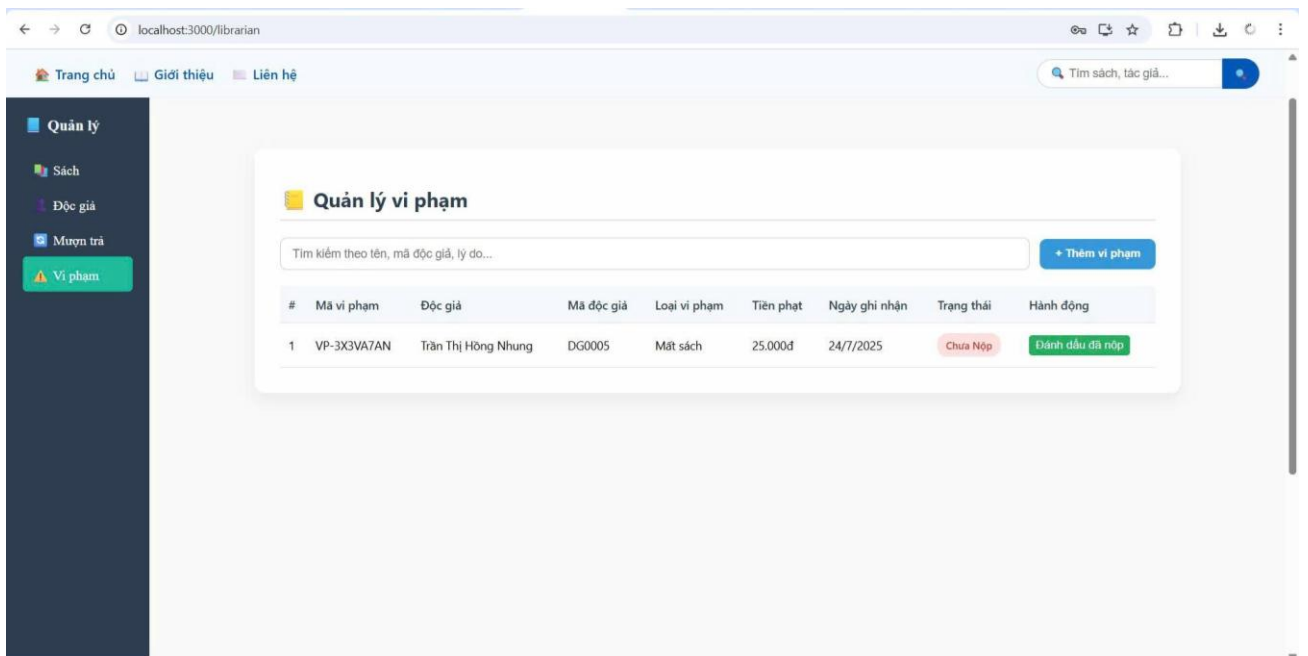 localhost:3000/librarian
Trang chủ Giới thiệu Liên hệ Tìm sách, tác giả...
Quản lý
Sách
Độc giả
Mượn trả
Vi phạm
Quản lý vi phạm
Tìm kiếm theo tên, mã độc giả, lý do... + Thêm vi phạm
# Mã vi phạm Độc giả Mã độc giả Loại vi phạm Tiền phạt Ngày ghi nhận Trạng thái Hành động
1 VP-3X3VA7AN Trần Thị Hồng Nhung DG0005 Mất sách 25.000đ 24/7/2025 Chưa Nộp Đánh dấu đã nộp